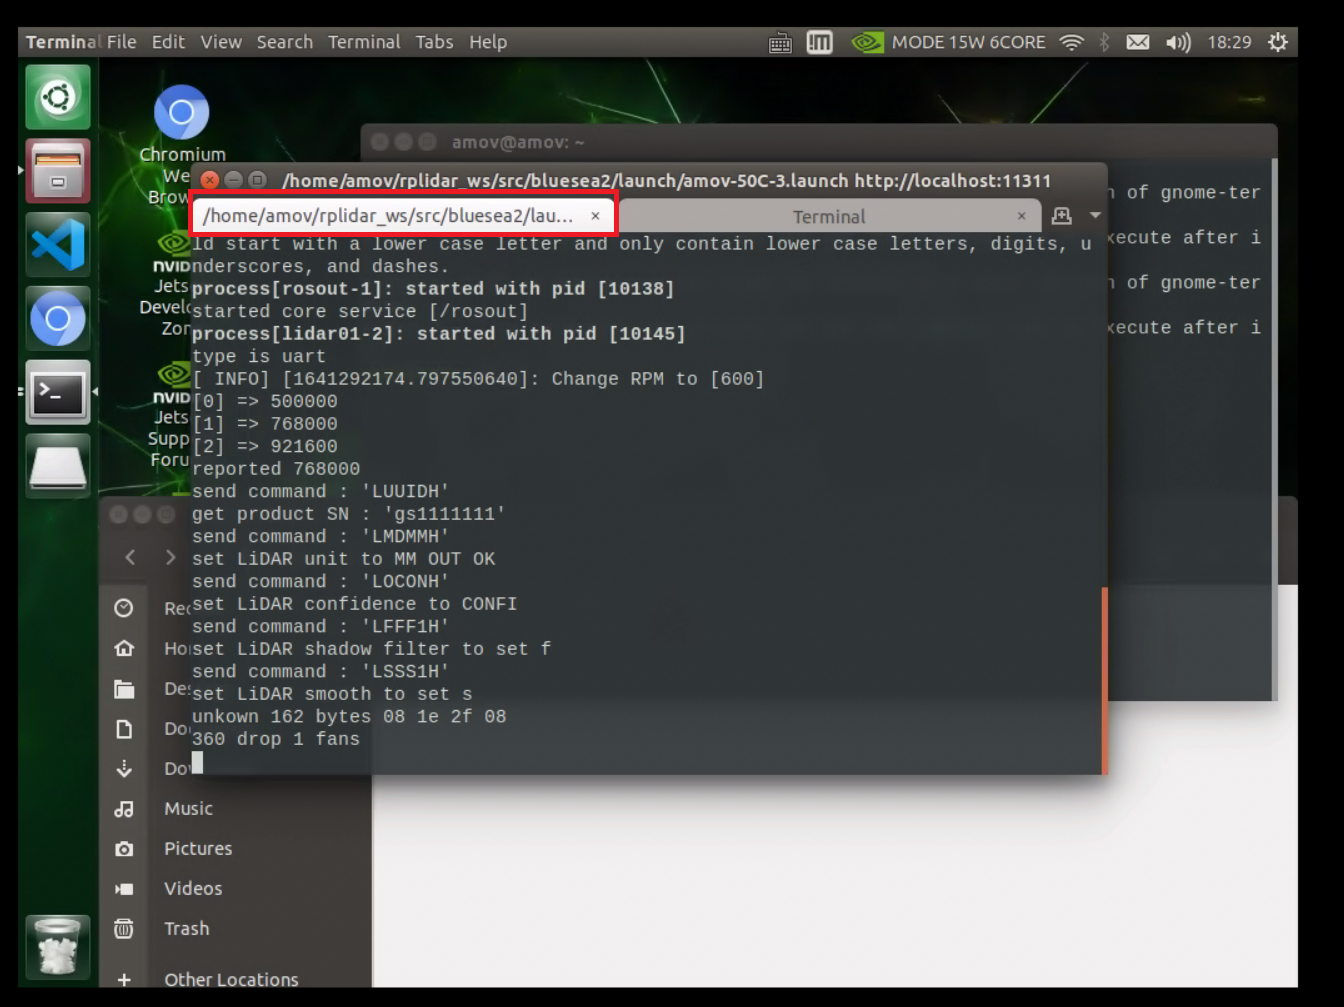 Termina File Edit View Search Terminal Tabs Help MODE 15W 6CORE 18:29
Chromium
We
Brow
amov@amov: ~
/home/amov/rplidar_ws/src/bluesea2/launch/amov-50C-3.launch http://localhost:11311
/home/amov/rplidar_ws/src/bluesea2/lau... × Terminal ×
n of gnome-ter
xecute after i
n of gnome-ter
xecute after i
NVID
Jets
Develo
Zor
NVID
Jets
Supp
Foru
ld start with a lower case letter and only contain lower case letters, digits, u
nderscores, and dashes.
process[rosout-1]: started with pid [10138]
started core service [/rosout]
process[lidar01-2]: started with pid [10145]
type is uart
[ INFO] [1641292174.797550640]: Change RPM to [600]
[0] => 500000
[1] => 768000
[2] => 921600
reported 768000
send command : 'LUUIDH'
get product SN : 'gs1111111'
send command : 'LMDMMH'
set LiDAR unit to MM OUT OK
send command : 'LOCONH'
set LiDAR confidence to CONFI
send command : 'LFFF1H'
set LiDAR shadow filter to set f
send command : 'LSSS1H'
set LiDAR smooth to set s
unkown 162 bytes 08 1e 2f 08
360 drop 1 fans
Rec
Ho
Des
Do
Do
Music
Pictures
Videos
Trash
+ Other Locations